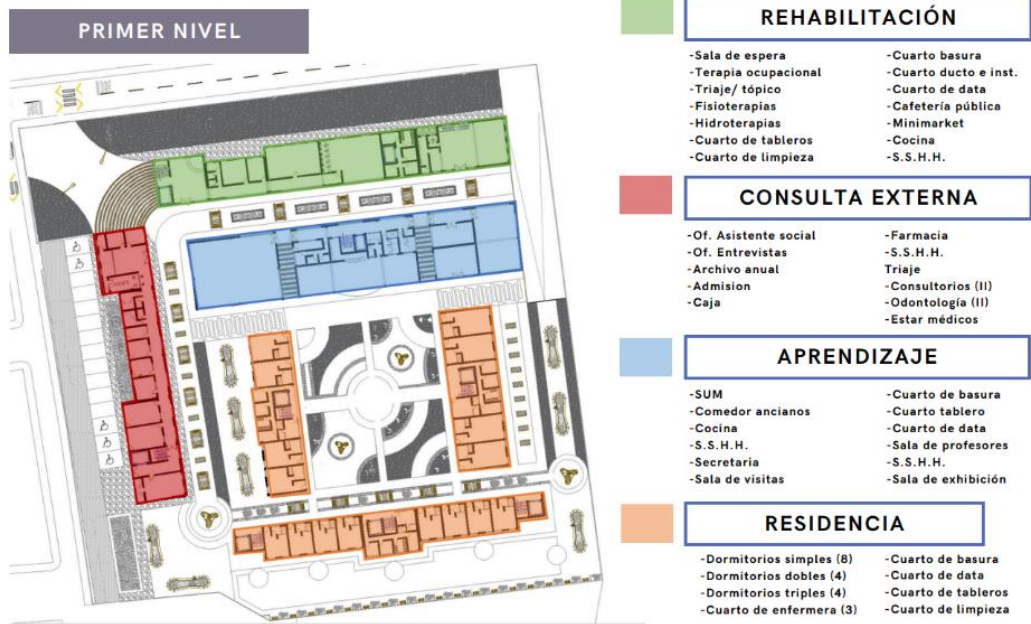 PRIMER NIVEL
REHABILITACIÓN
-Sala de espera
-Terapia ocupacional
-Triaje/ tópico
-Fisioterapias
-Hidroterapias
-Cuarto de tableros
-Cuarto de limpieza
-Cuarto basura
-Cuarto ducto e inst.
-Cuarto de data
-Cafetería pública
-Minimarket
-Cocina
-S.S.H.H.
CONSULTA EXTERNA
-Of. Asistente social
-Of. Entrevistas
-Archivo anual
-Admision
-Caja
-Farmacia
-S.S.H.H.
Triaje
-Consultorios (II)
-Odontología (II)
-Estar médicos
APRENDIZAJE
-SUM
-Comedor ancianos
-Cocina
-S.S.H.H.
-Secretaria
-Sala de visitas
-Cuarto de basura
-Cuarto tablero
-Cuarto de data
-Sala de profesores
-S.S.H.H.
-Sala de exhibición
RESIDENCIA
-Dormitorios simples (8)
-Dormitorios dobles (4)
-Dormitorios triples (4)
-Cuarto de enfermera (3)
-Cuarto de basura
-Cuarto de data
-Cuarto de tableros
-Cuarto de limpieza